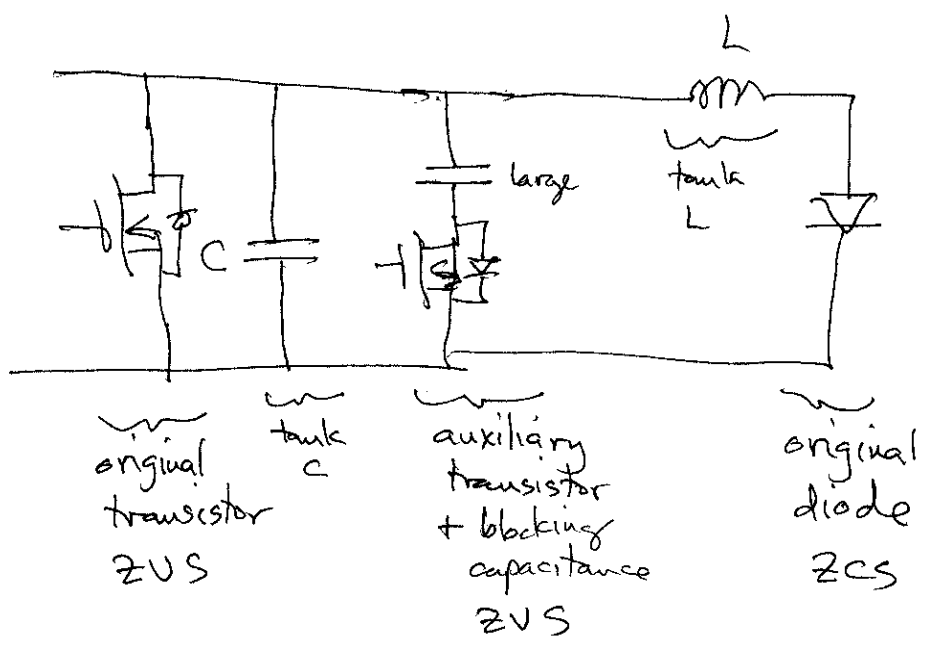 L
large
tank
L
C
original
transistor
ZVS
tank
C
auxiliary
transistor
+ blocking
capacitance
ZVS
original
diode
ZCS